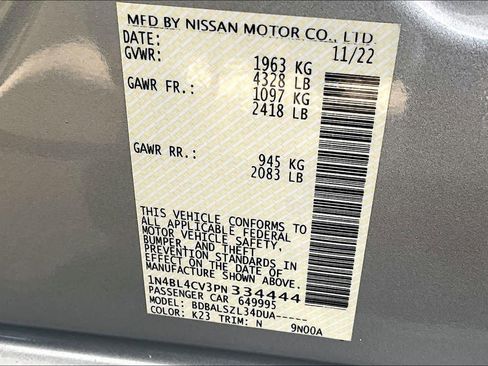 MFD BY NISSAN MOTOR CO., LTD
DATE: 11/22
GVWR: 1963 KG
4328 LB
GAWR FR.: 1097 KG
2418 LB
GAWR RR.: 945 KG
2083 LB
THIS VEHICLE CONFORMS TO
ALL APPLICABLE FEDERAL
MOTOR VEHICLE SAFETY,
BUMPER, AND THEFT
PREVENTION STANDARDS IN
EFFECT ON THE DATE OF
MANUFACTURE SHOWN ABOVE.
1N4BL4CV3PN 334444
PASSENGER CAR 649995
MODEL: BDBALSZL34DUA-----
COLOR: K23 TRIM: N 9N00A